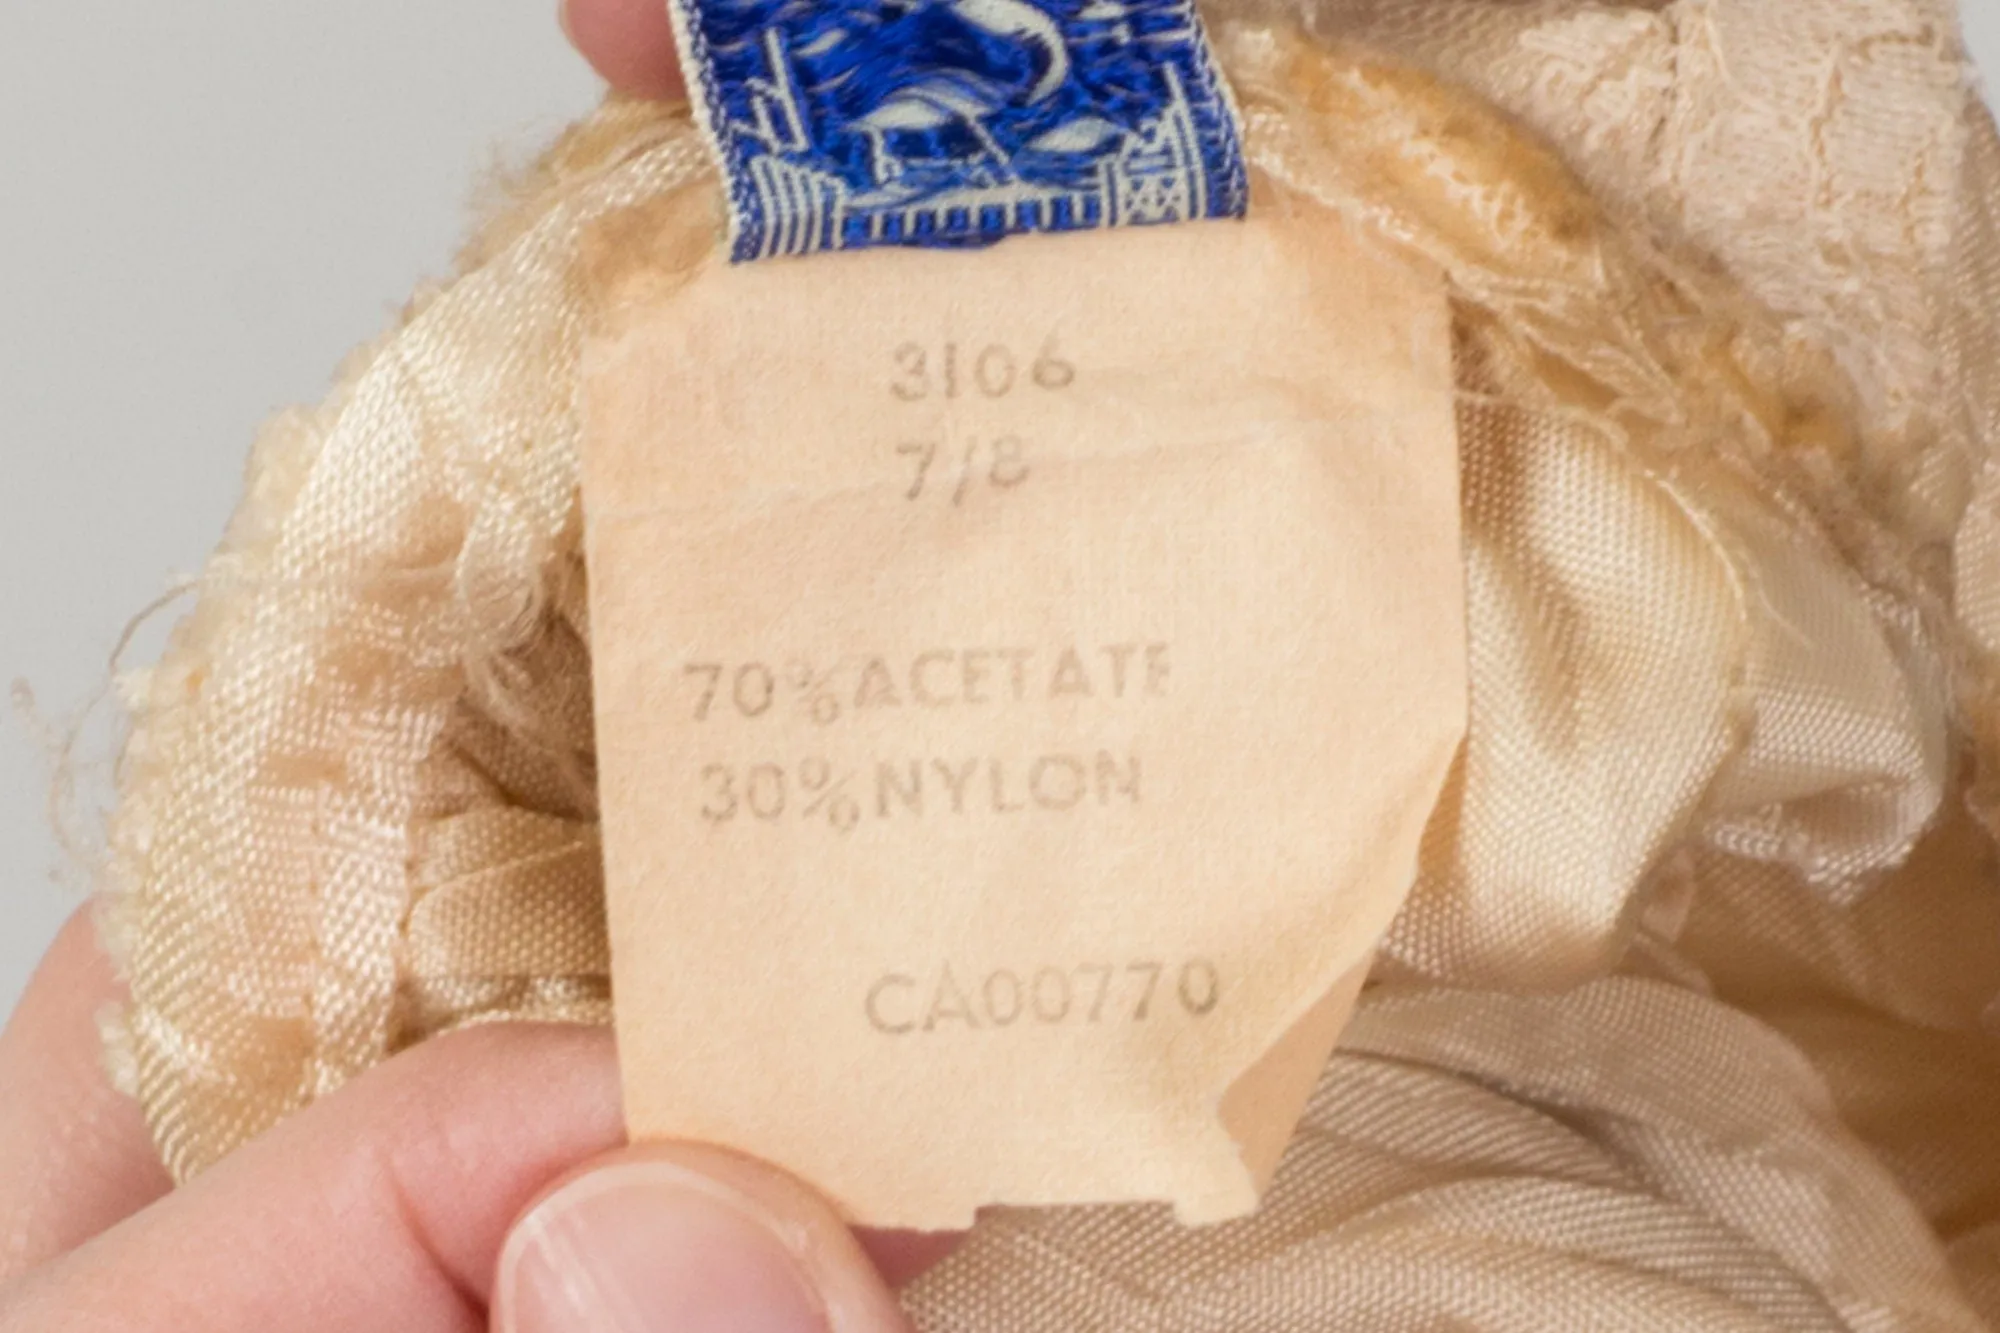 3106
7/8
70% ACETATE
30% NYLON
CA00770